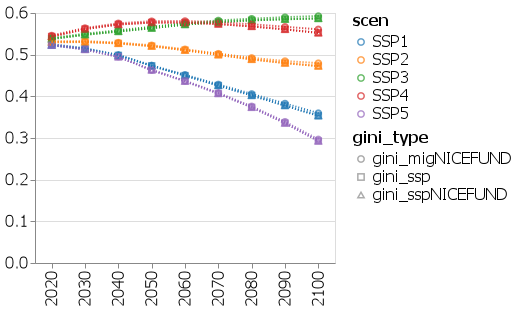 0.6
0.5
0.4
0.3
0.2
0.1
0.0
2020
2030
2040
2050
2060
2070
2080
2090
2100
scen
SSP1
SSP2
SSP3
SSP4
SSP5
gini_type
gini_migNICEFUND
gini_ssp
gini_sspNICEFUND